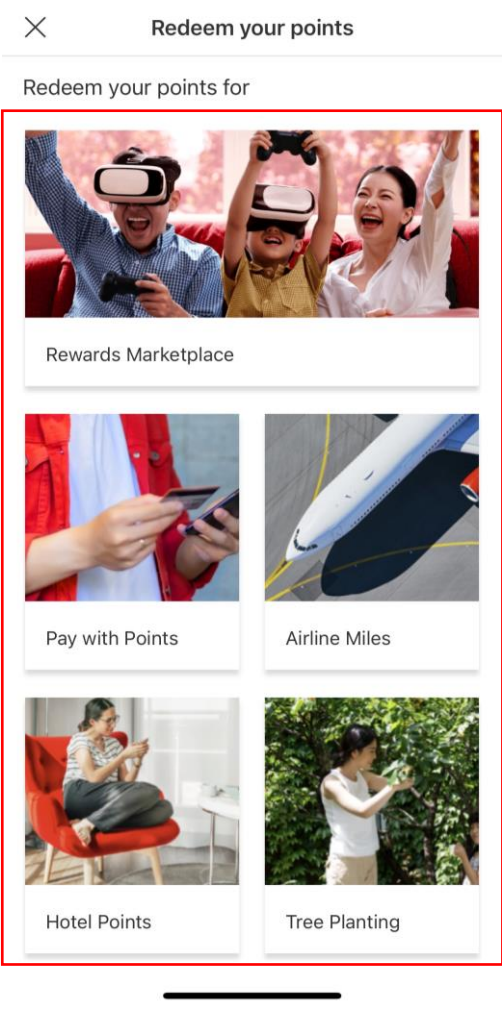 Redeem your points
Redeem your points for
Rewards Marketplace
Pay with Points
Airline Miles
Hotel Points
Tree Planting